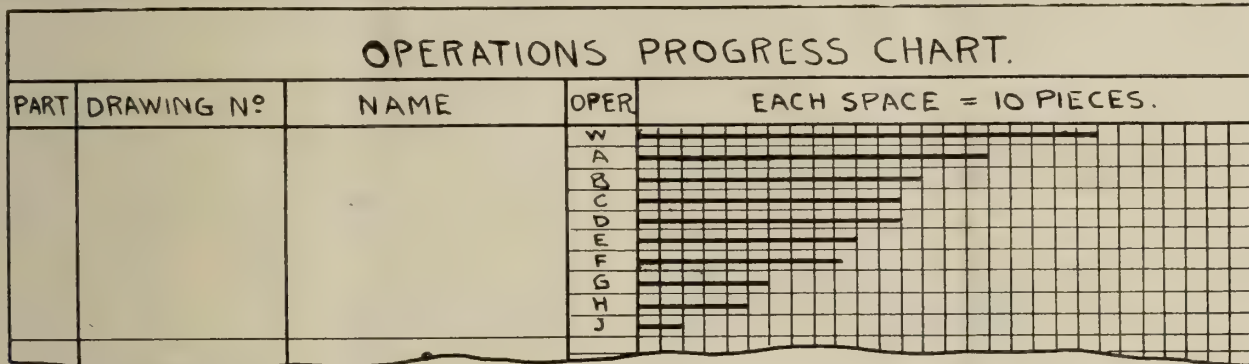 OPERATIONS PROGRESS CHART.
PART DRAWING Nº NAME OPER EACH SPACE = 10 PIECES.
W
A
B
C
D
E
F
G
H
J